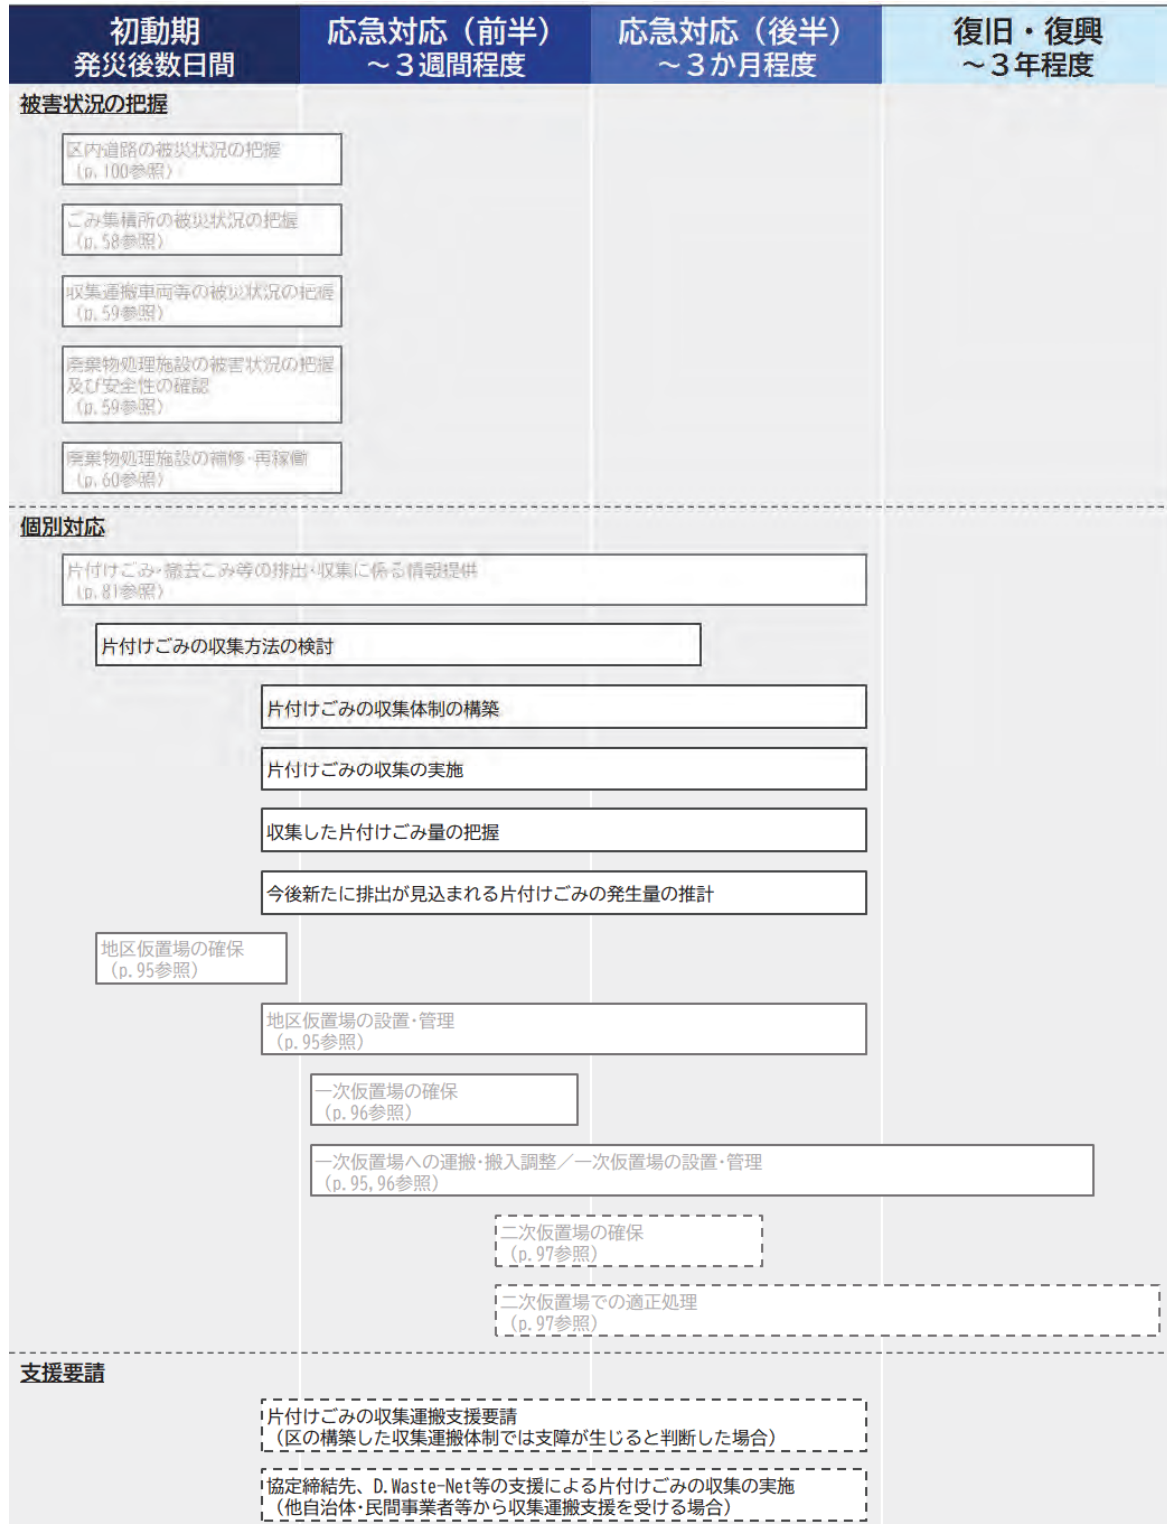 初動期
発災後数日間
応急対応（前半）
～３週間程度
応急対応（後半）
～３か月程度
復旧・復興
～３年程度
被害状況の把握
区内道路の被災状況の把握
（p.100参照）
ごみ集積所の被災状況の把握
（p.58参照）
収集運搬車両等の被災状況の把握
（p.59参照）
廃棄物処理施設の被害状況の把握
及び安全性の確認
（p.59参照）
廃棄物処理施設の補修・再稼働
（p.60参照）
個別対応
片付けごみ・撤去ごみ等の排出・収集に係る情報提供
（p.81参照）
片付けごみの収集方法の検討
片付けごみの収集体制の構築
片付けごみの収集の実施
収集した片付けごみ量の把握
今後新たに排出が見込まれる片付けごみの発生量の推計
地区仮置場の確保
（p.95参照）
地区仮置場の設置・管理
（p.95参照）
一次仮置場の確保
（p.96参照）
一次仮置場への運搬・搬入調整／一次仮置場の設置・管理
（p.95,96参照）
二次仮置場の確保
（p.97参照）
二次仮置場での適正処理
（p.97参照）
支援要請
片付けごみの収集運搬支援要請
（区の構築した収集運搬体制では支障が生じると判断した場合）
協定締結先、D.Waste-Net等の支援による片付けごみの収集の実施
（他自治体・民間事業者等から収集運搬支援を受ける場合）